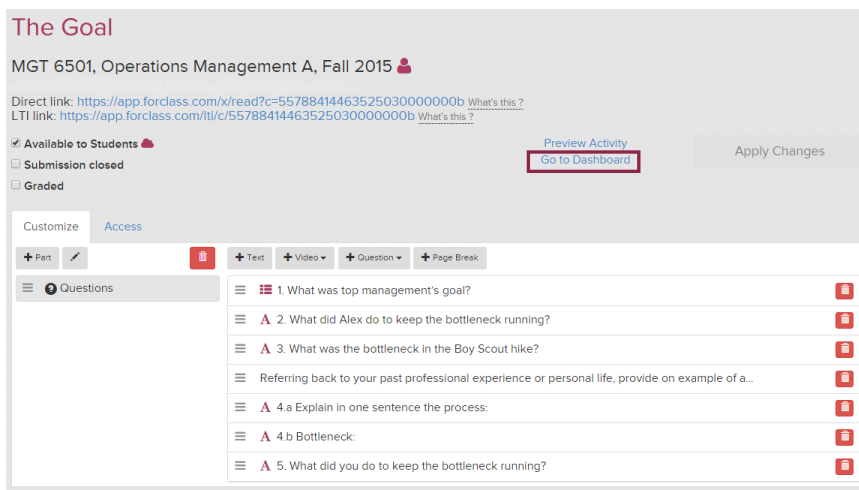 The Goal
MGT 6501, Operations Management A, Fall 2015
Direct link: https://app.forclass.com/x/read?c=55788414463525030000000b What's this ?
LTI link: https://app.forclass.com/lti/c/55788414463525030000000b What's this ?
Available to Students
Submission closed
Graded
Preview Activity
Go to Dashboard
Apply Changes
Customize Access
+ Part
+ Text + Video + Question + Page Break
? Questions
1. What was top management's goal?
A 2. What did Alex do to keep the bottleneck running?
A 3. What was the bottleneck in the Boy Scout hike?
Referring back to your past professional experience or personal life, provide on example of a...
A 4.a Explain in one sentence the process:
A 4.b Bottleneck:
A 5. What did you do to keep the bottleneck running?